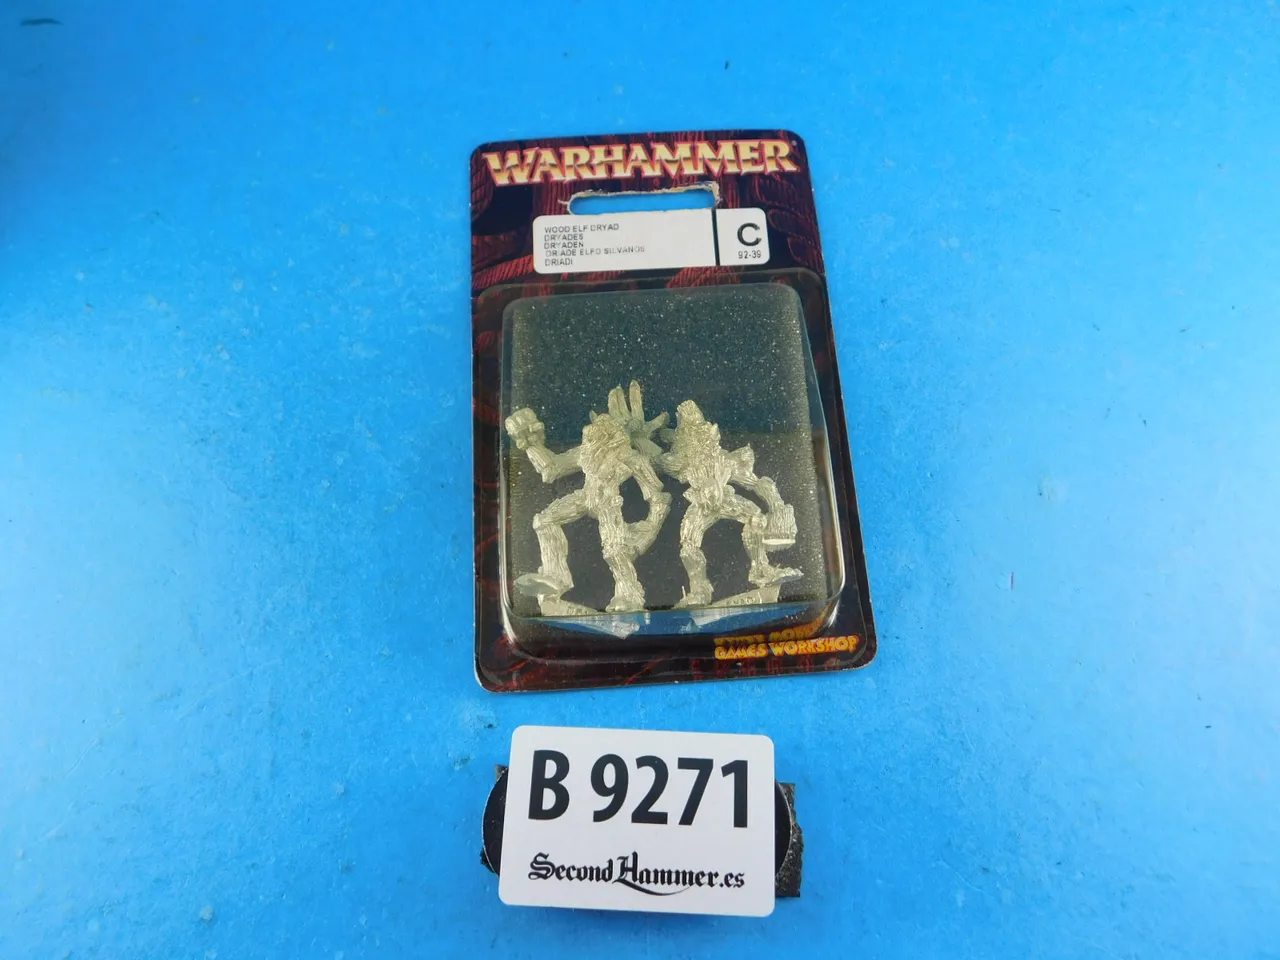 WARHAMMER
WOOD ELF DRYAD
DRYADES
DRYADEN
DRIADE ELFO SILVANOS
DRIADI
C
92-39
GAMES WORKSHOP
B 9271
SecondHammer.es